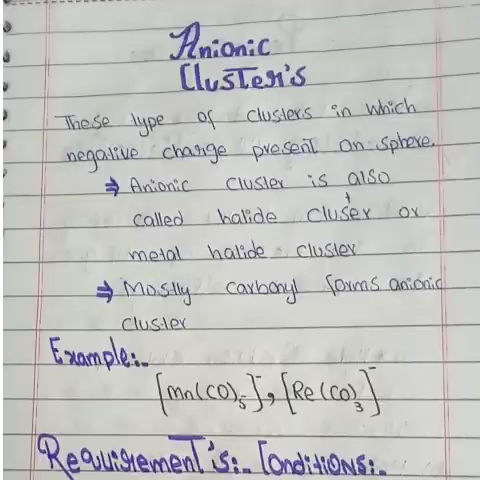 Anionic
Cluster's
These type of clusters in which
negative charge present on sphere.
⇒ Anionic cluster is also
called halide cluster or
metal halide cluster
⇒ Mostly carbonyl forms anionic
cluster
Example:-
[Mn(CO)₅]⁻, [Re(CO)₃]⁻
Requirement's:- Conditions:-